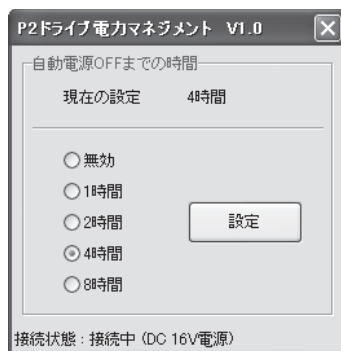 P2ドライブ電力マネジメント V1.0
自動電源OFFまでの時間
現在の設定 4時間
無効
1時間
2時間
設定
4時間
8時間
接続状態：接続中（DC 16V電源）